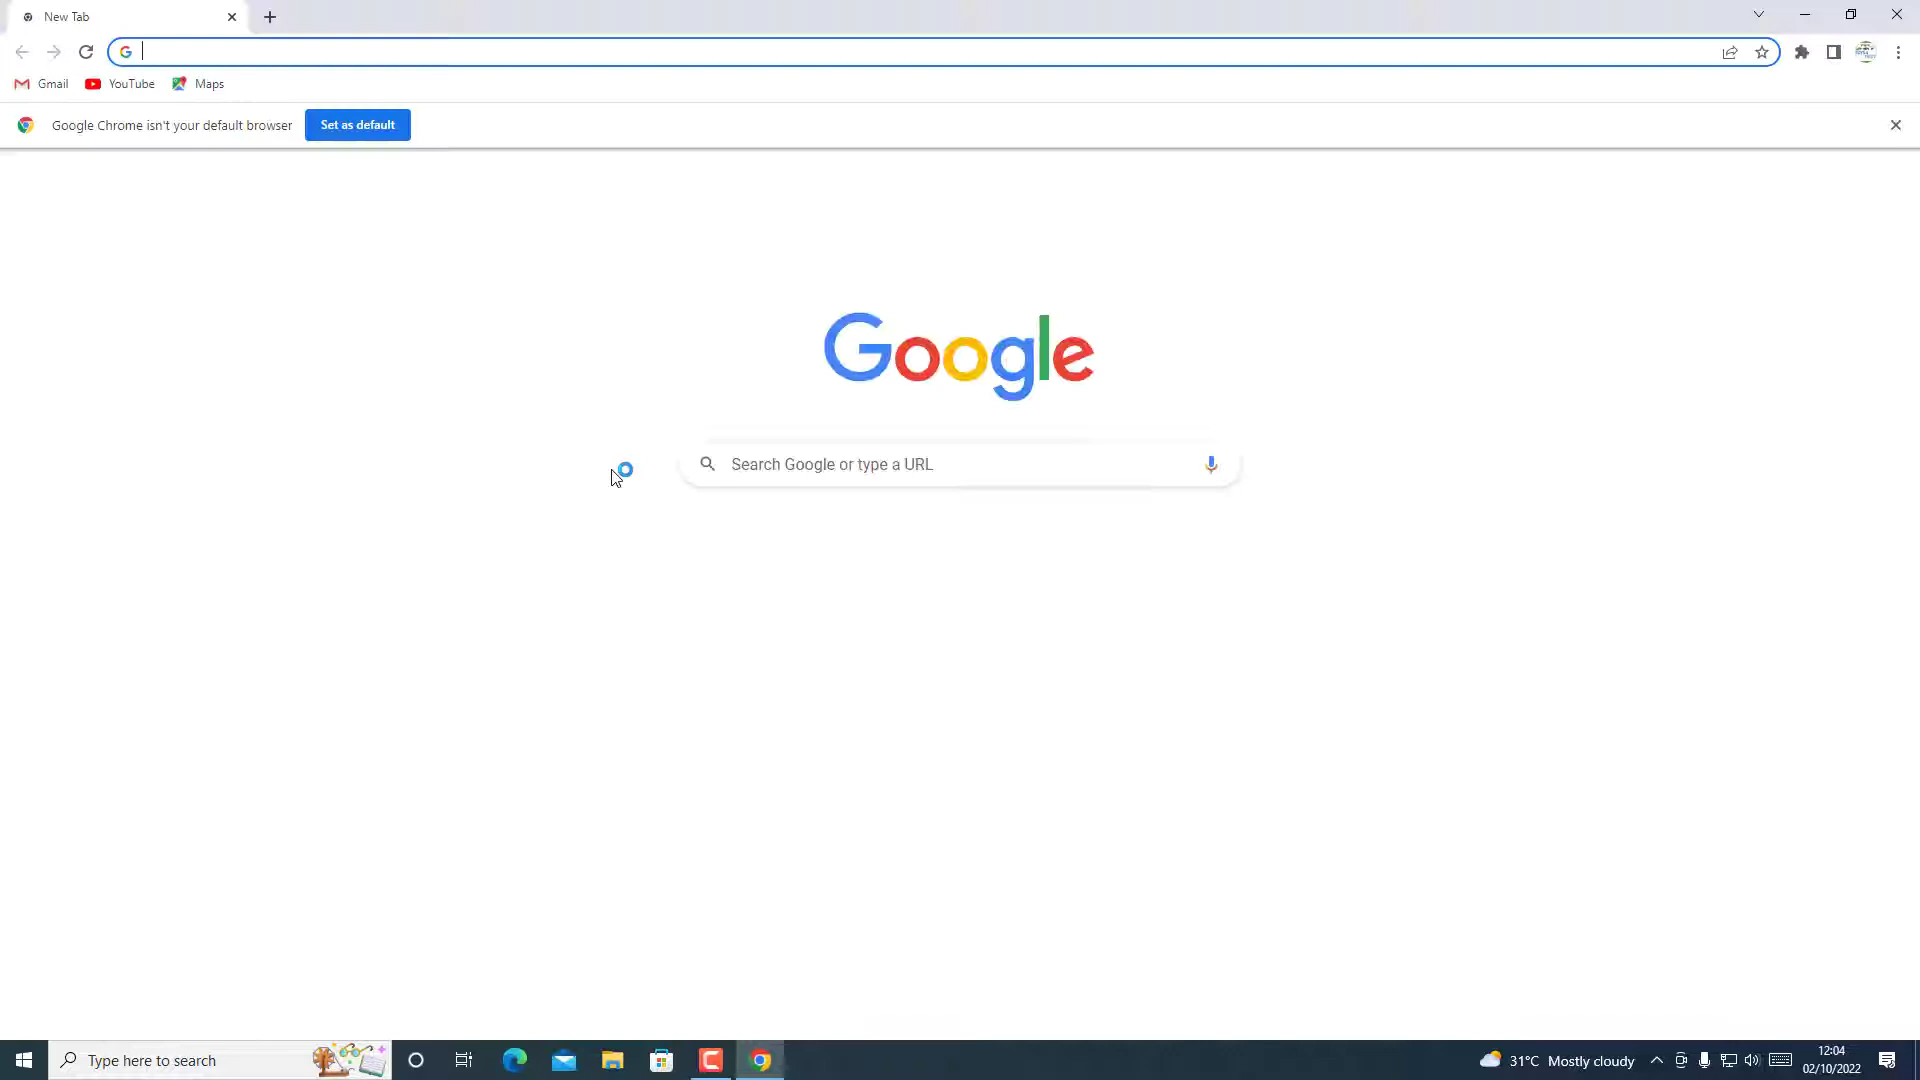 New Tab
Gmail
YouTube
Maps
Google Chrome isn't your default browser
Set as default
Google
Search Google or type a URL
Type here to search
31°C Mostly cloudy
12:04
02/10/2022